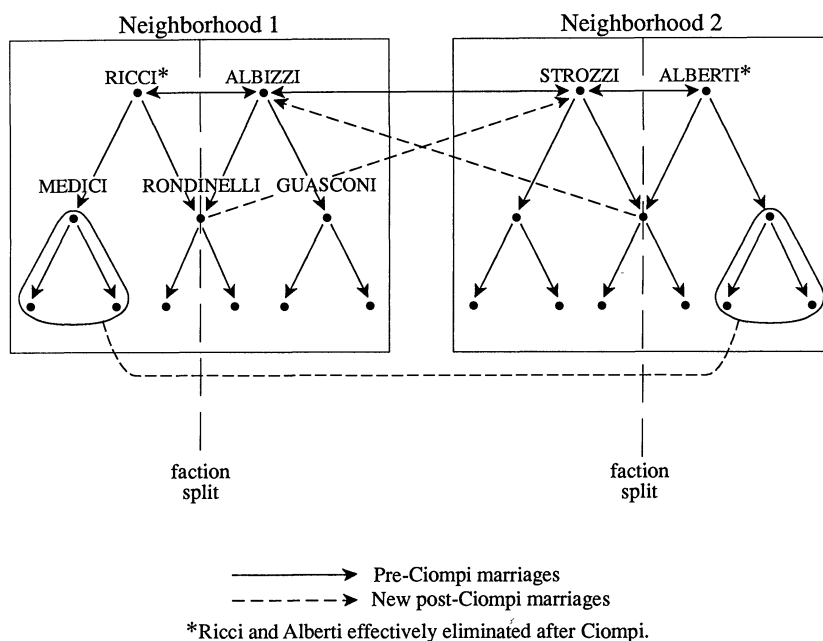 Neighborhood 1
Neighborhood 2
RICCI* ALBIZZI
STROZZI ALBERTI*
MEDICI RONDINELLI GUASCONI
faction
split
faction
split
Pre-Ciompi marriages
New post-Ciompi marriages
*Ricci and Alberti effectively eliminated after Ciompi.